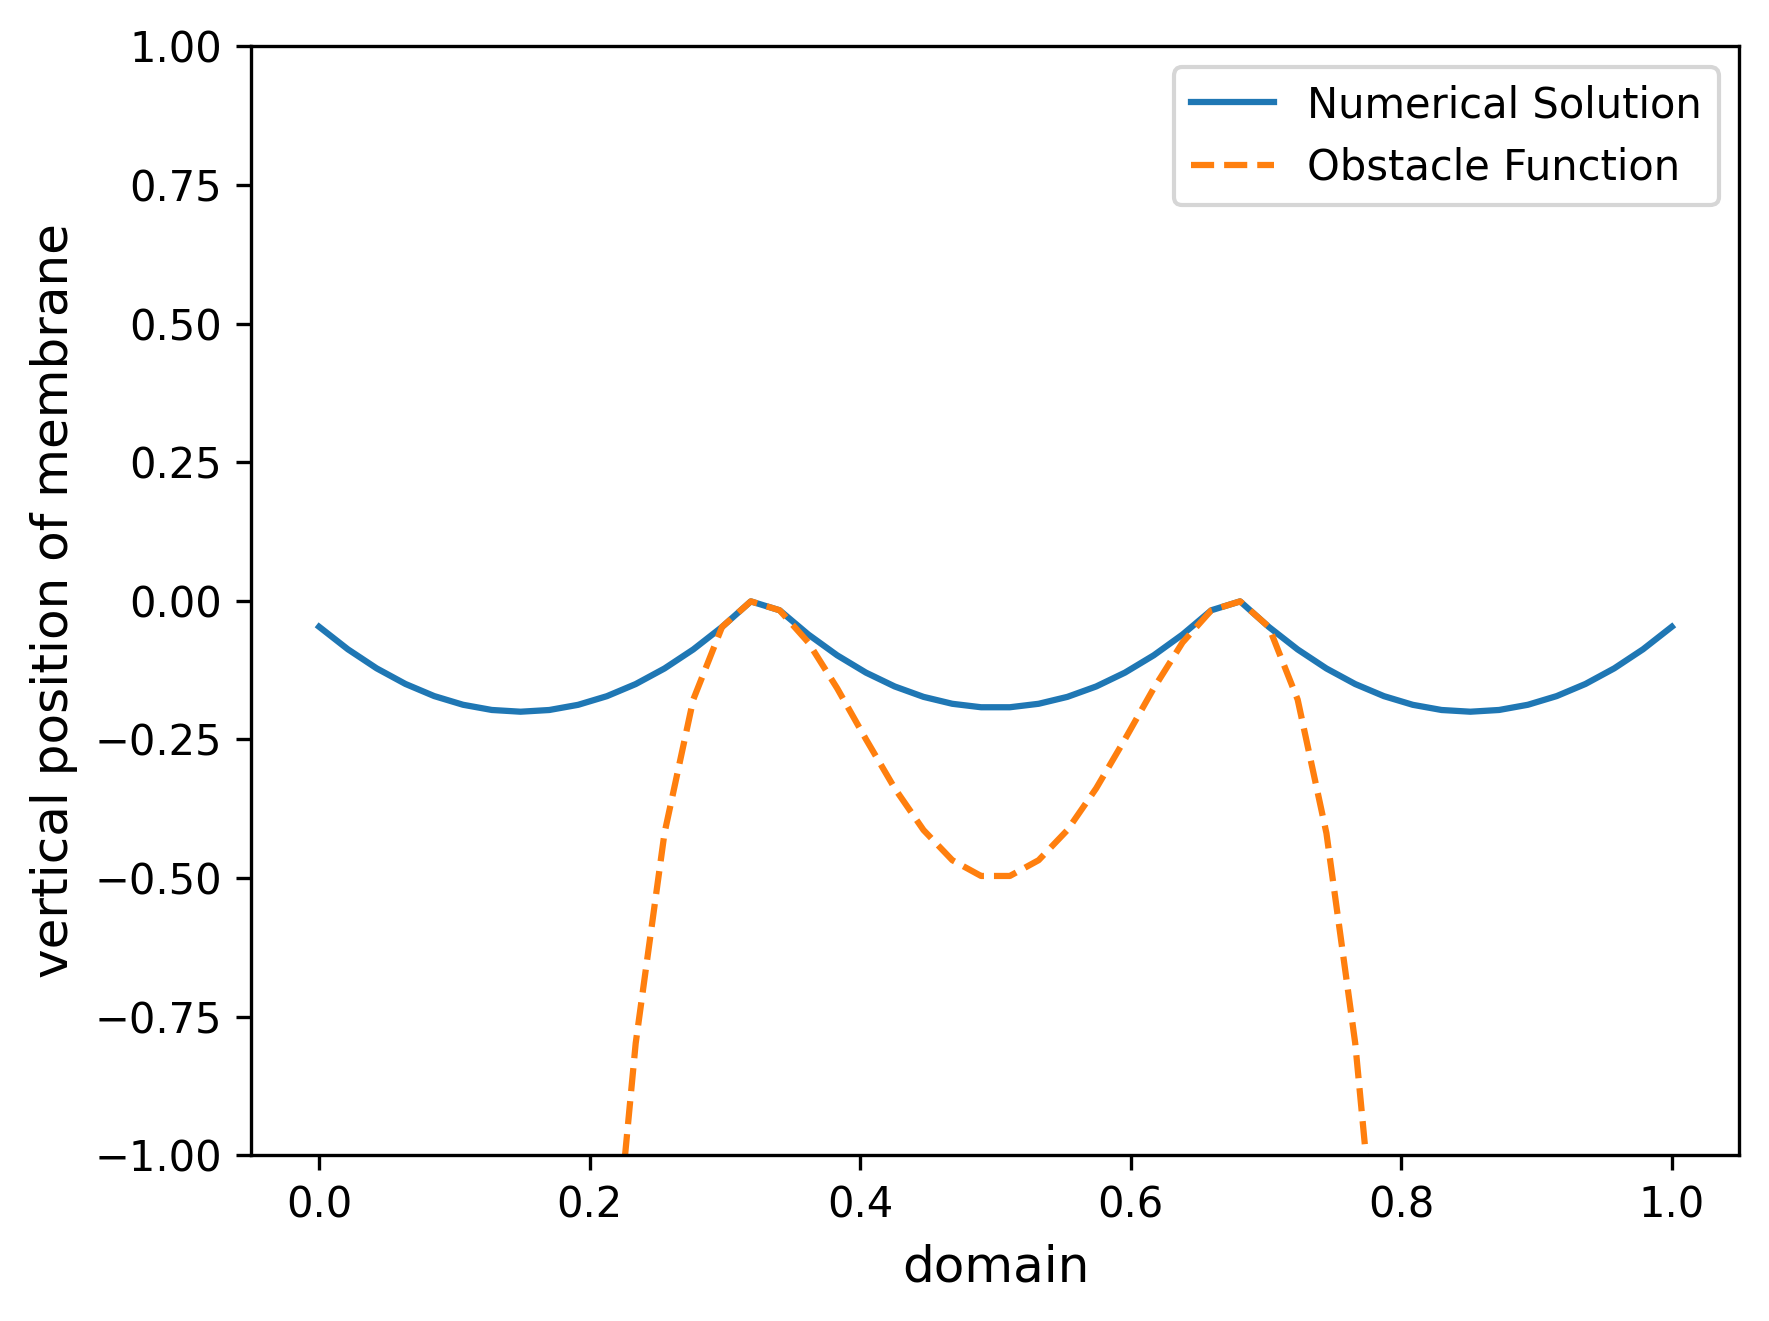 Numerical Solution
Obstacle Function
vertical position of membrane
1.00
0.75
0.50
0.25
0.00
−0.25
−0.50
−0.75
−1.00
0.0 0.2 0.4 0.6 0.8 1.0
domain